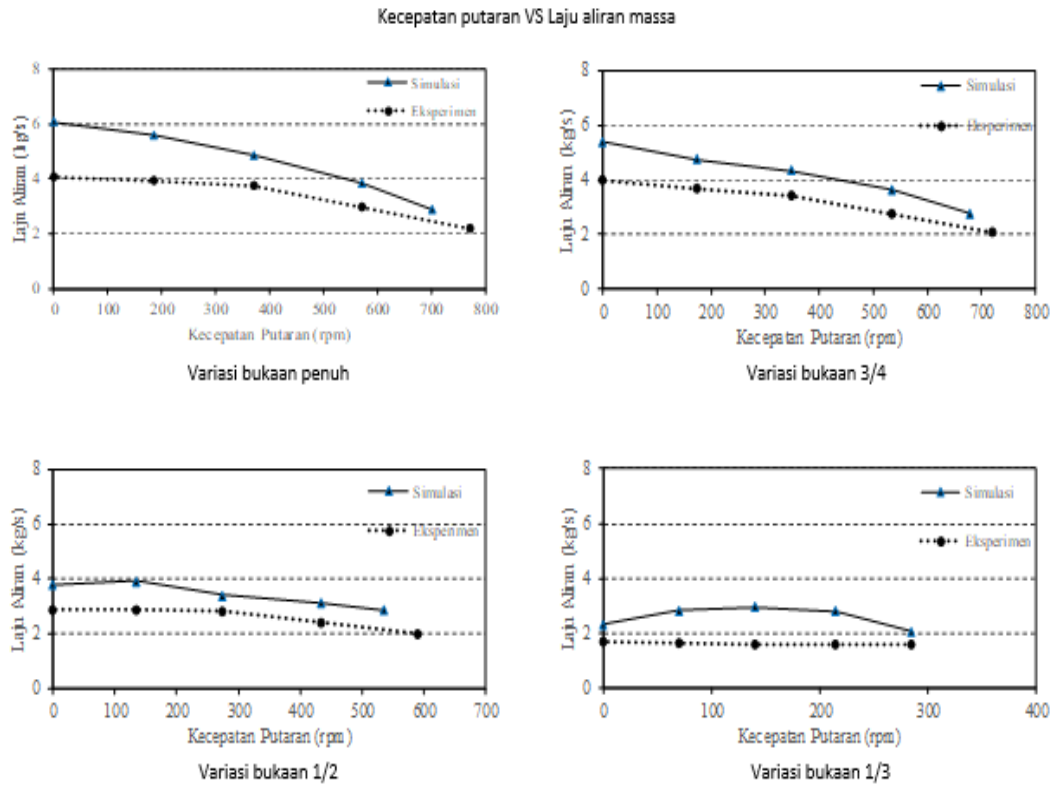 Kecepatan putaran VS Laju aliran massa
8
6
4
2
0
Laju Aliran (kg/s)
Simulasi
Eksperimen
0 100 200 300 400 500 600 700 800
Kecepatan Putaran (rpm)
Variasi bukaan penuh
8
6
4
2
0
Laju Aliran (kg/s)
Simulasi
Eksperimen
0 100 200 300 400 500 600 700 800
Kecepatan Putaran (rpm)
Variasi bukaan 3/4
8
6
4
2
0
Laju Aliran (kg/s)
Simulasi
Eksperimen
0 100 200 300 400 500 600 700
Kecepatan Putaran (rpm)
Variasi bukaan 1/2
8
6
4
2
0
Laju Aliran (kg/s)
Simulasi
Eksperimen
0 100 200 300 400
Kecepatan Putaran (rpm)
Variasi bukaan 1/3